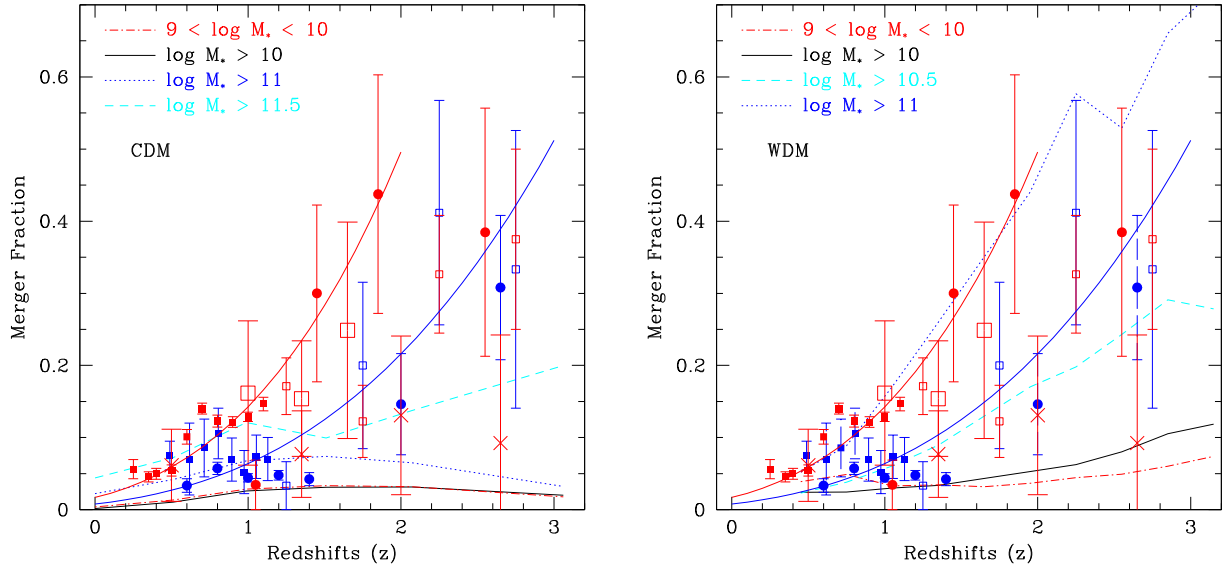 9 < log M* < 10
log M* > 10
log M* > 11
log M* > 11.5
CDM
0.6
0.4
0.2
0
Merger Fraction
0 1 2 3
Redshifts (z)
9 < log M* < 10
log M* > 10
log M* > 10.5
log M* > 11
WDM
0.6
0.4
0.2
0
Merger Fraction
0 1 2 3
Redshifts (z)